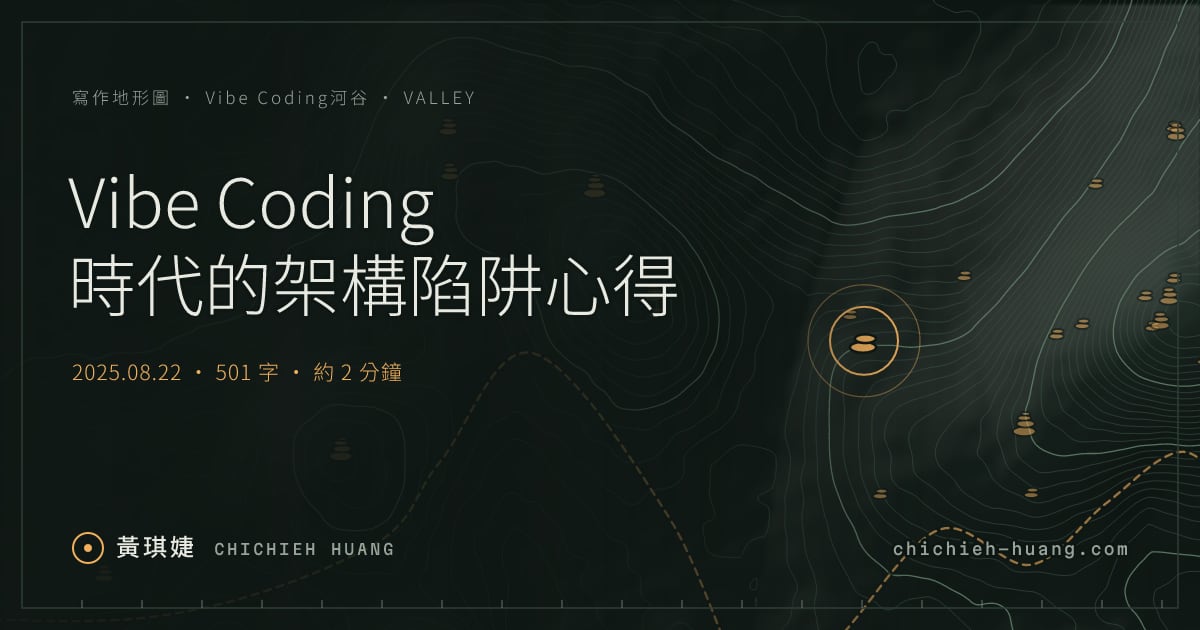 寫作地形圖 · Vibe Coding河谷 · VALLEY
Vibe Coding
時代的架構陷阱心得
2025.08.22 · 501 字 · 約 2 分鐘
黃琪婕 CHICHIEH HUANG
chichieh-huang.com